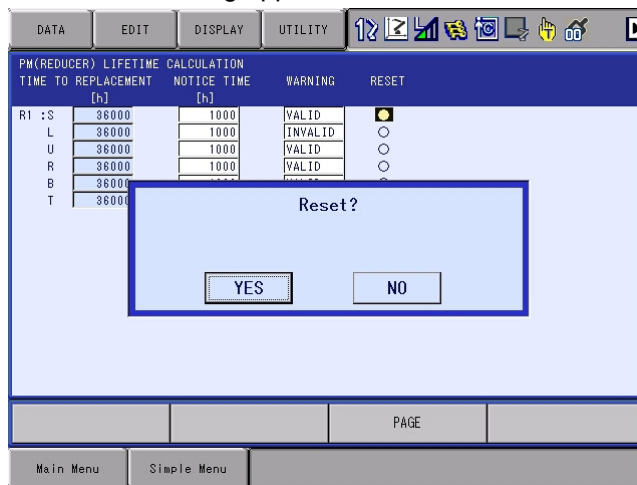 DATA EDIT DISPLAY UTILITY
PM(REDUCER) LIFETIME CALCULATION
TIME TO REPLACEMENT NOTICE TIME WARNING RESET
[h] [h]
R1 :S 36000 1000 VALID
L 36000 1000 INVALID
U 36000 1000 VALID
R 36000 1000 VALID
B 36000
T 36000
Reset?
YES NO
PAGE
Main Menu Simple Menu